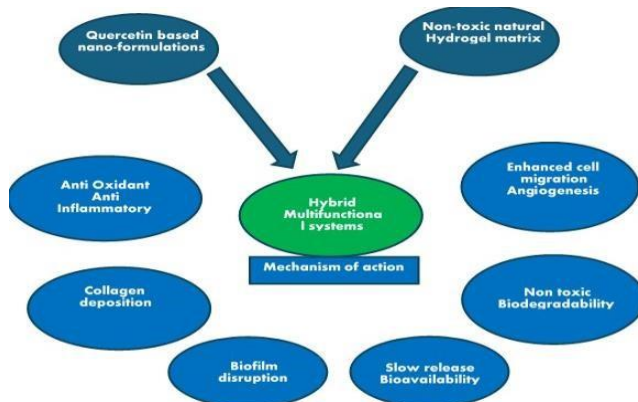 Quercetin based
nano-formulations
Non-toxic natural
Hydrogel matrix
Anti Oxidant
Anti
Inflammatory
Hybrid
Multifunctiona
l systems
Enhanced cell
migration
Angiogenesis
Mechanism of action
Collagen
deposition
Non toxic
Biodegradability
Biofilm
disruption
Slow release
Bioavailability